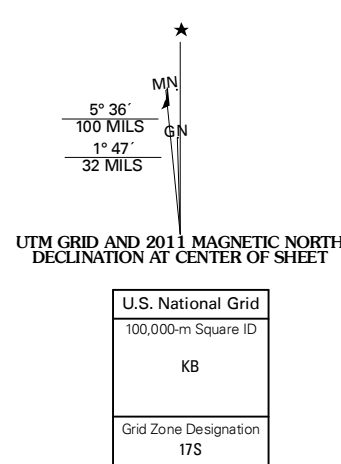 ★
MN
5° 36´
100 MILS
GN
1° 47´
32 MILS
UTM GRID AND 2011 MAGNETIC NORTH
DECLINATION AT CENTER OF SHEET
U.S. National Grid
100,000-m Square ID
KB
Grid Zone Designation
17S